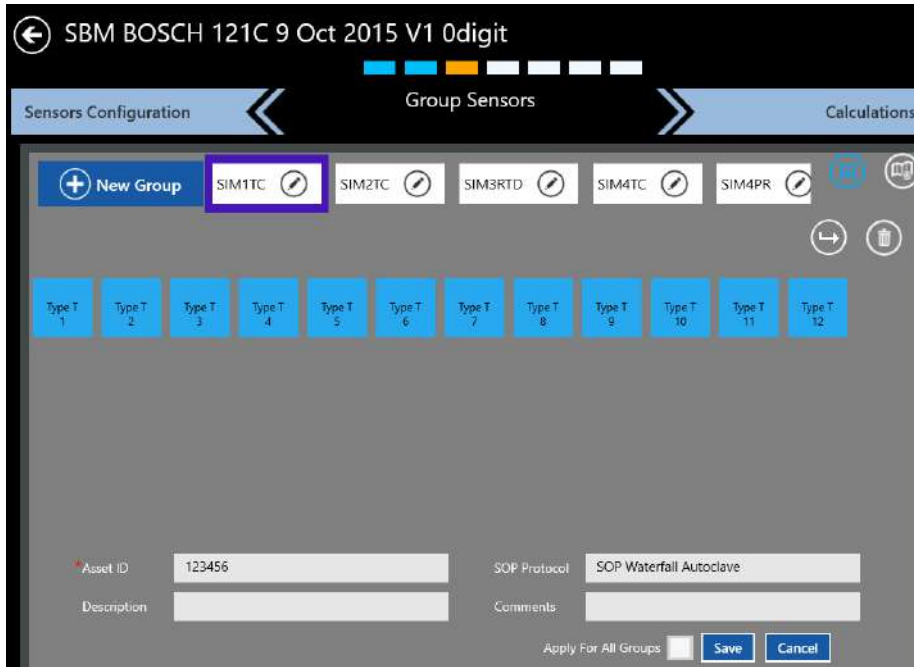 SBM BOSCH 121C 9 Oct 2015 V1 0digit
Sensors Configuration
Group Sensors
Calculations
New Group
SIM1TC
SIM2TC
SIM3RTD
SIM4TC
SIM4PR
Type T
1
Type T
2
Type T
3
Type T
4
Type T
5
Type T
6
Type T
7
Type T
8
Type T
9
Type T
10
Type T
11
Type T
12
*Asset ID
123456
SOP Protocol
SOP Waterfall Autoclave
Description
Comments
Apply For All Groups
Save
Cancel